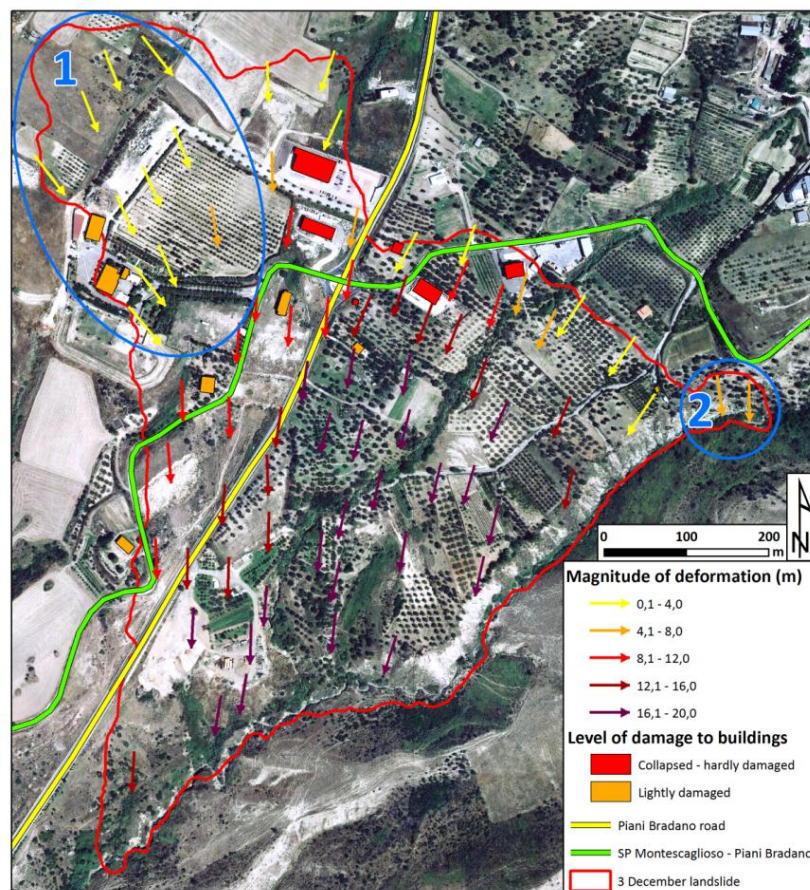 1
2
N
0 100 200
m
Magnitude of deformation (m)
0,1 - 4,0
4,1 - 8,0
8,1 - 12,0
12,1 - 16,0
16,1 - 20,0
Level of damage to buildings
Collapsed - hardly damaged
Lightly damaged
Piani Bradano road
SP Montescaglioso - Piani Bradano
3 December landslide